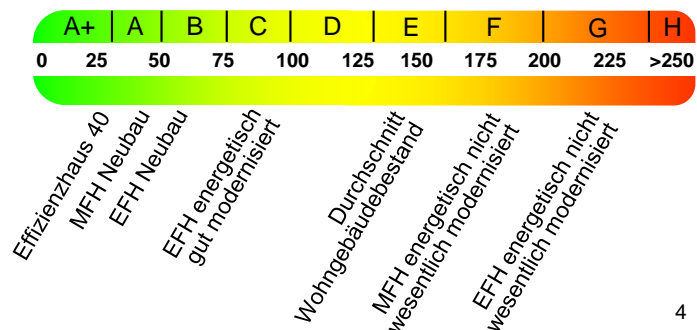 A+ A B C D E F G H
0 25 50 75 100 125 150 175 200 225 >250
Effizienzhaus 40
MFH Neubau
EFH Neubau
EFH energetisch
gut modernisiert
Durchschnitt
Wohngebäudebestand
MFH energetisch nicht
wesentlich modernisiert
EFH energetisch nicht
wesentlich modernisiert
4